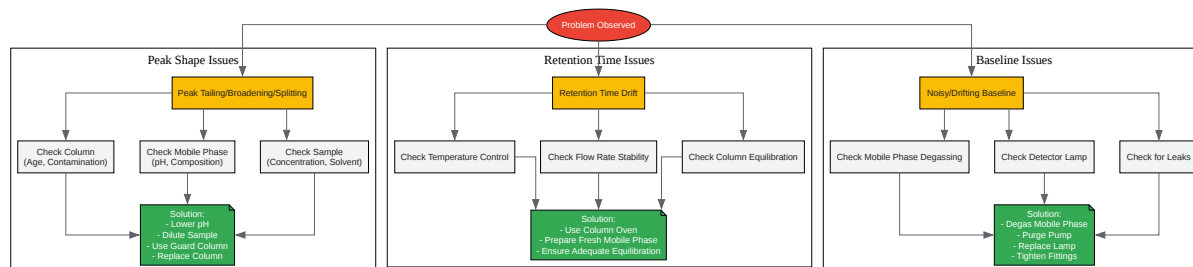 Problem Observed
Peak Shape Issues
Retention Time Issues
Baseline Issues
Peak Tailing/Broadening/Splitting
Retention Time Drift
Noisy/Drifting Baseline
Check Column
(Age, Contamination)
Check Mobile Phase
(pH, Composition)
Check Sample
(Concentration, Solvent)
Check Temperature Control
Check Flow Rate Stability
Check Column Equilibration
Check Mobile Phase Degassing
Check Detector Lamp
Check for Leaks
Solution:
- Lower pH
- Dilute Sample
- Use Guard Column
- Replace Column
Solution:
- Use Column Oven
- Prepare Fresh Mobile Phase
- Ensure Adequate Equilibration
Solution:
- Degas Mobile Phase
- Purge Pump
- Replace Lamp
- Tighten Fittings